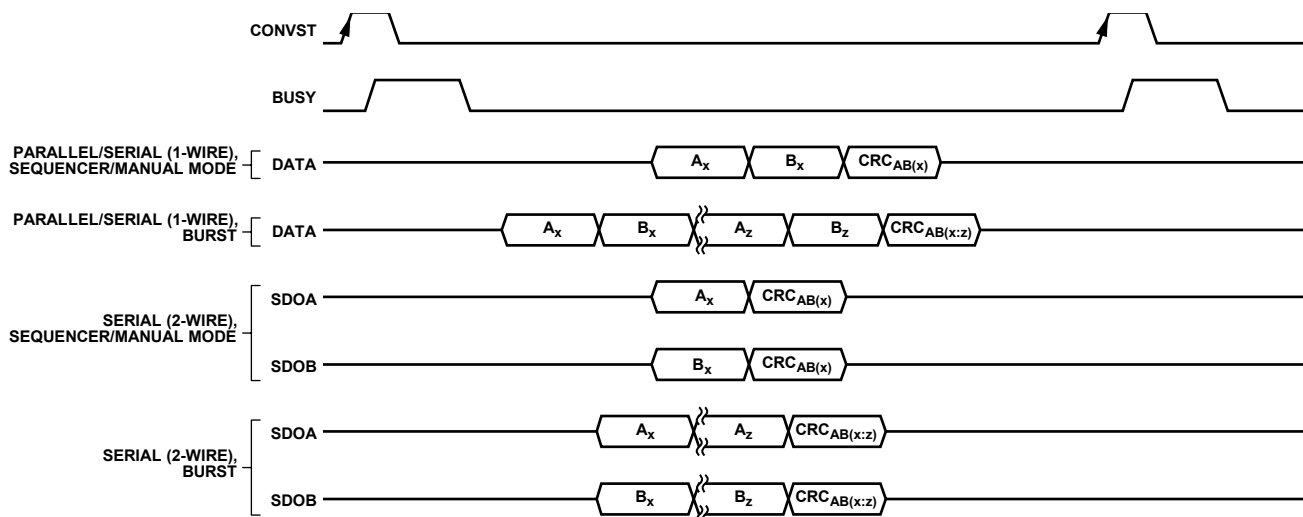 CONVST
BUSY
PARALLEL/SERIAL (1-WIRE),
SEQUENCER/MANUAL MODE
DATA
Ax
Bx
CRCAB(x)
PARALLEL/SERIAL (1-WIRE),
BURST
DATA
Ax
Bx
Az
Bz
CRCAB(x:z)
SERIAL (2-WIRE),
SEQUENCER/MANUAL MODE
SDOA
Ax
CRCAB(x)
SDOB
Bx
CRCAB(x)
SERIAL (2-WIRE),
BURST
SDOA
Ax
Az
CRCAB(x:z)
SDOB
Bx
Bz
CRCAB(x:z)